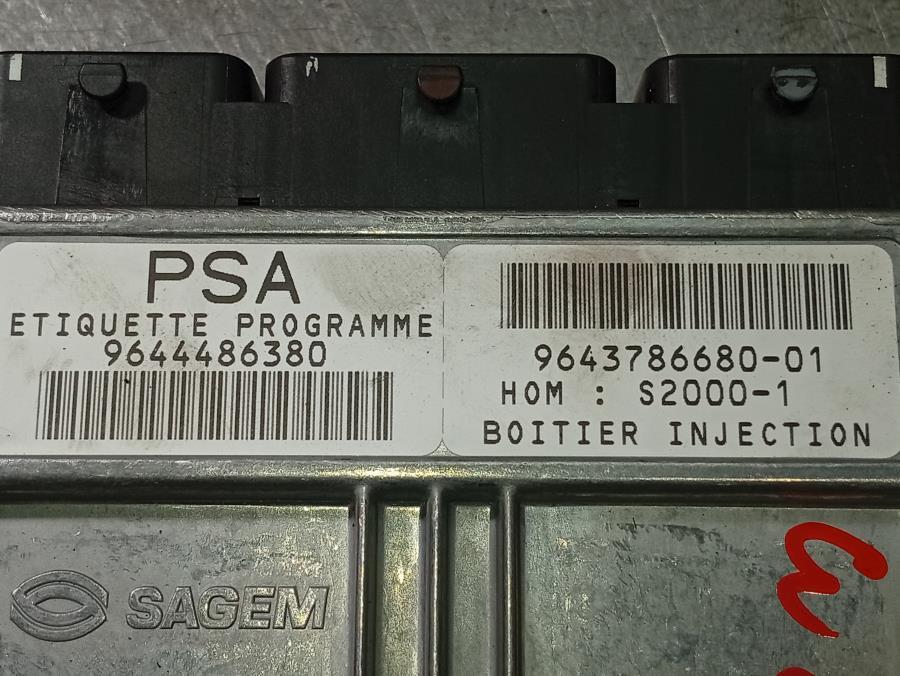 PSA
ETIQUETTE PROGRAMME
9644486380
9643786680-01
HOM : S2000-1
BOITIER INJECTION
SAGEM